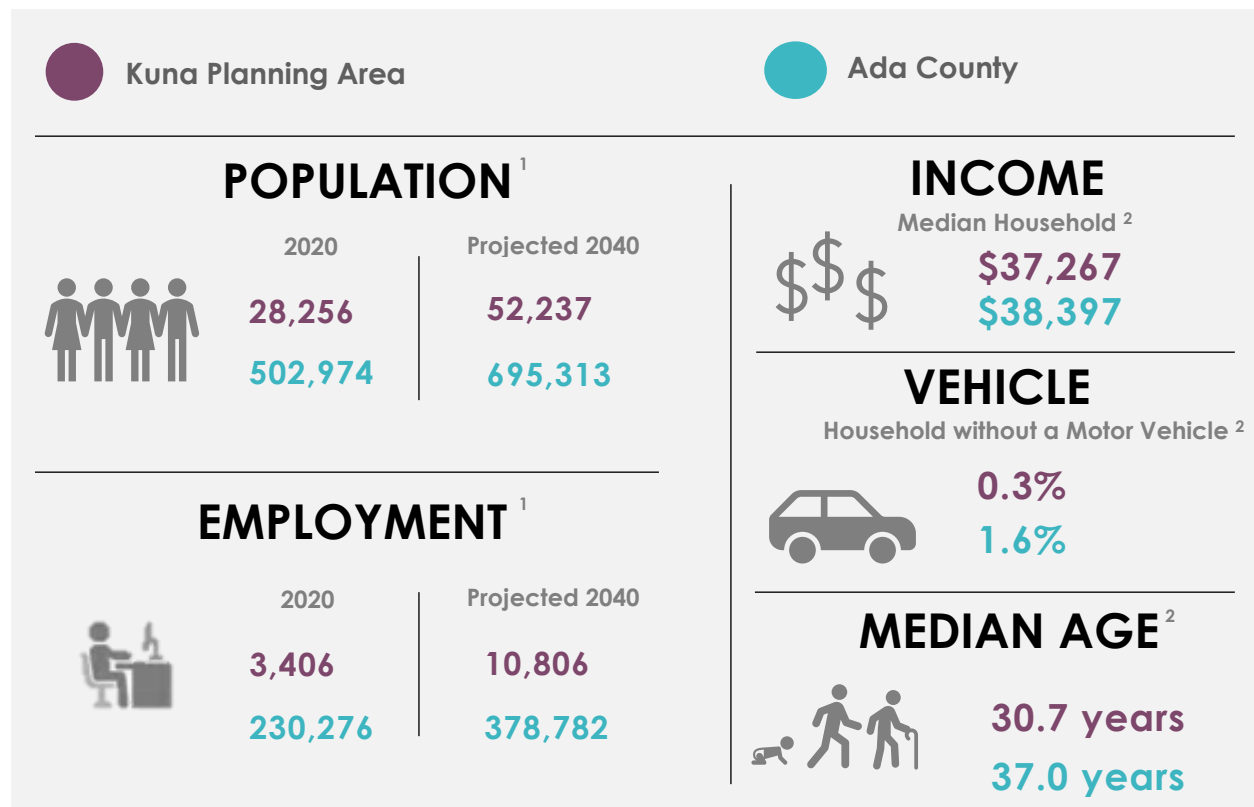 Kuna Planning Area
Ada County
POPULATION 1
2020 Projected 2040
28,256 52,237
502,974 695,313
EMPLOYMENT 1
2020 Projected 2040
3,406 10,806
230,276 378,782
INCOME
Median Household 2
$37,267
$38,397
VEHICLE
Household without a Motor Vehicle 2
0.3%
1.6%
MEDIAN AGE 2
30.7 years
37.0 years